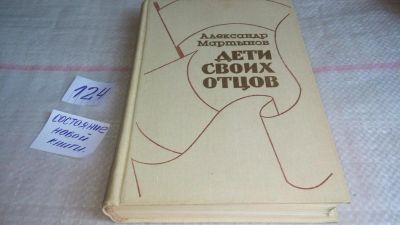 Александр
Мартынов
ДЕТИ
СВОИХ
ОТЦОВ
124
СОСТОЯНИЕ
НОВОЙ
КНИГИ